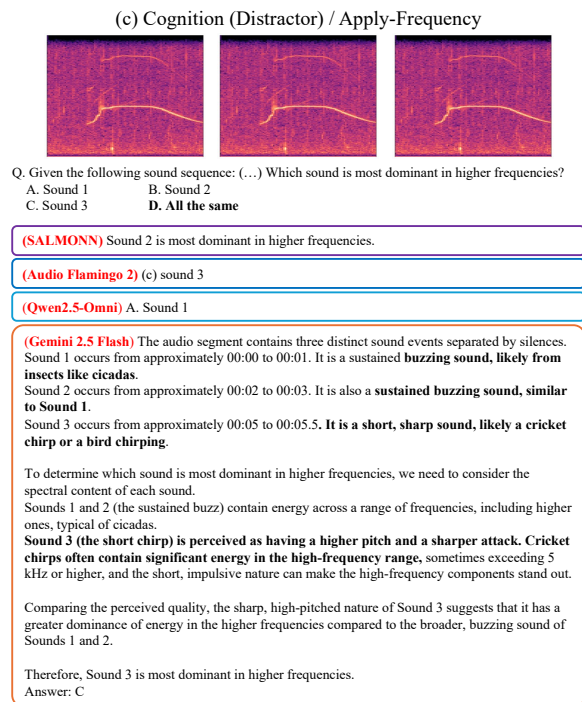 (c) Cognition (Distractor) / Apply-Frequency
Q. Given the following sound sequence: (…) Which sound is most dominant in higher frequencies?
A. Sound 1 B. Sound 2
C. Sound 3 D. All the same
(SALMONN) Sound 2 is most dominant in higher frequencies.
(Audio Flamingo 2) (c) sound 3
(Qwen2.5-Omni) A. Sound 1
(Gemini 2.5 Flash) The audio segment contains three distinct sound events separated by silences.
Sound 1 occurs from approximately 00:00 to 00:01. It is a sustained buzzing sound, likely from
insects like cicadas.
Sound 2 occurs from approximately 00:02 to 00:03. It is also a sustained buzzing sound, similar
to Sound 1.
Sound 3 occurs from approximately 00:05 to 00:05.5. It is a short, sharp sound, likely a cricket
chirp or a bird chirping.
To determine which sound is most dominant in higher frequencies, we need to consider the
spectral content of each sound.
Sounds 1 and 2 (the sustained buzz) contain energy across a range of frequencies, including higher
ones, typical of cicadas.
Sound 3 (the short chirp) is perceived as having a higher pitch and a sharper attack. Cricket
chirps often contain significant energy in the high-frequency range, sometimes exceeding 5
kHz or higher, and the short, impulsive nature can make the high-frequency components stand out.
Comparing the perceived quality, the sharp, high-pitched nature of Sound 3 suggests that it has a
greater dominance of energy in the higher frequencies compared to the broader, buzzing sound of
Sounds 1 and 2.
Therefore, Sound 3 is most dominant in higher frequencies.
Answer: C